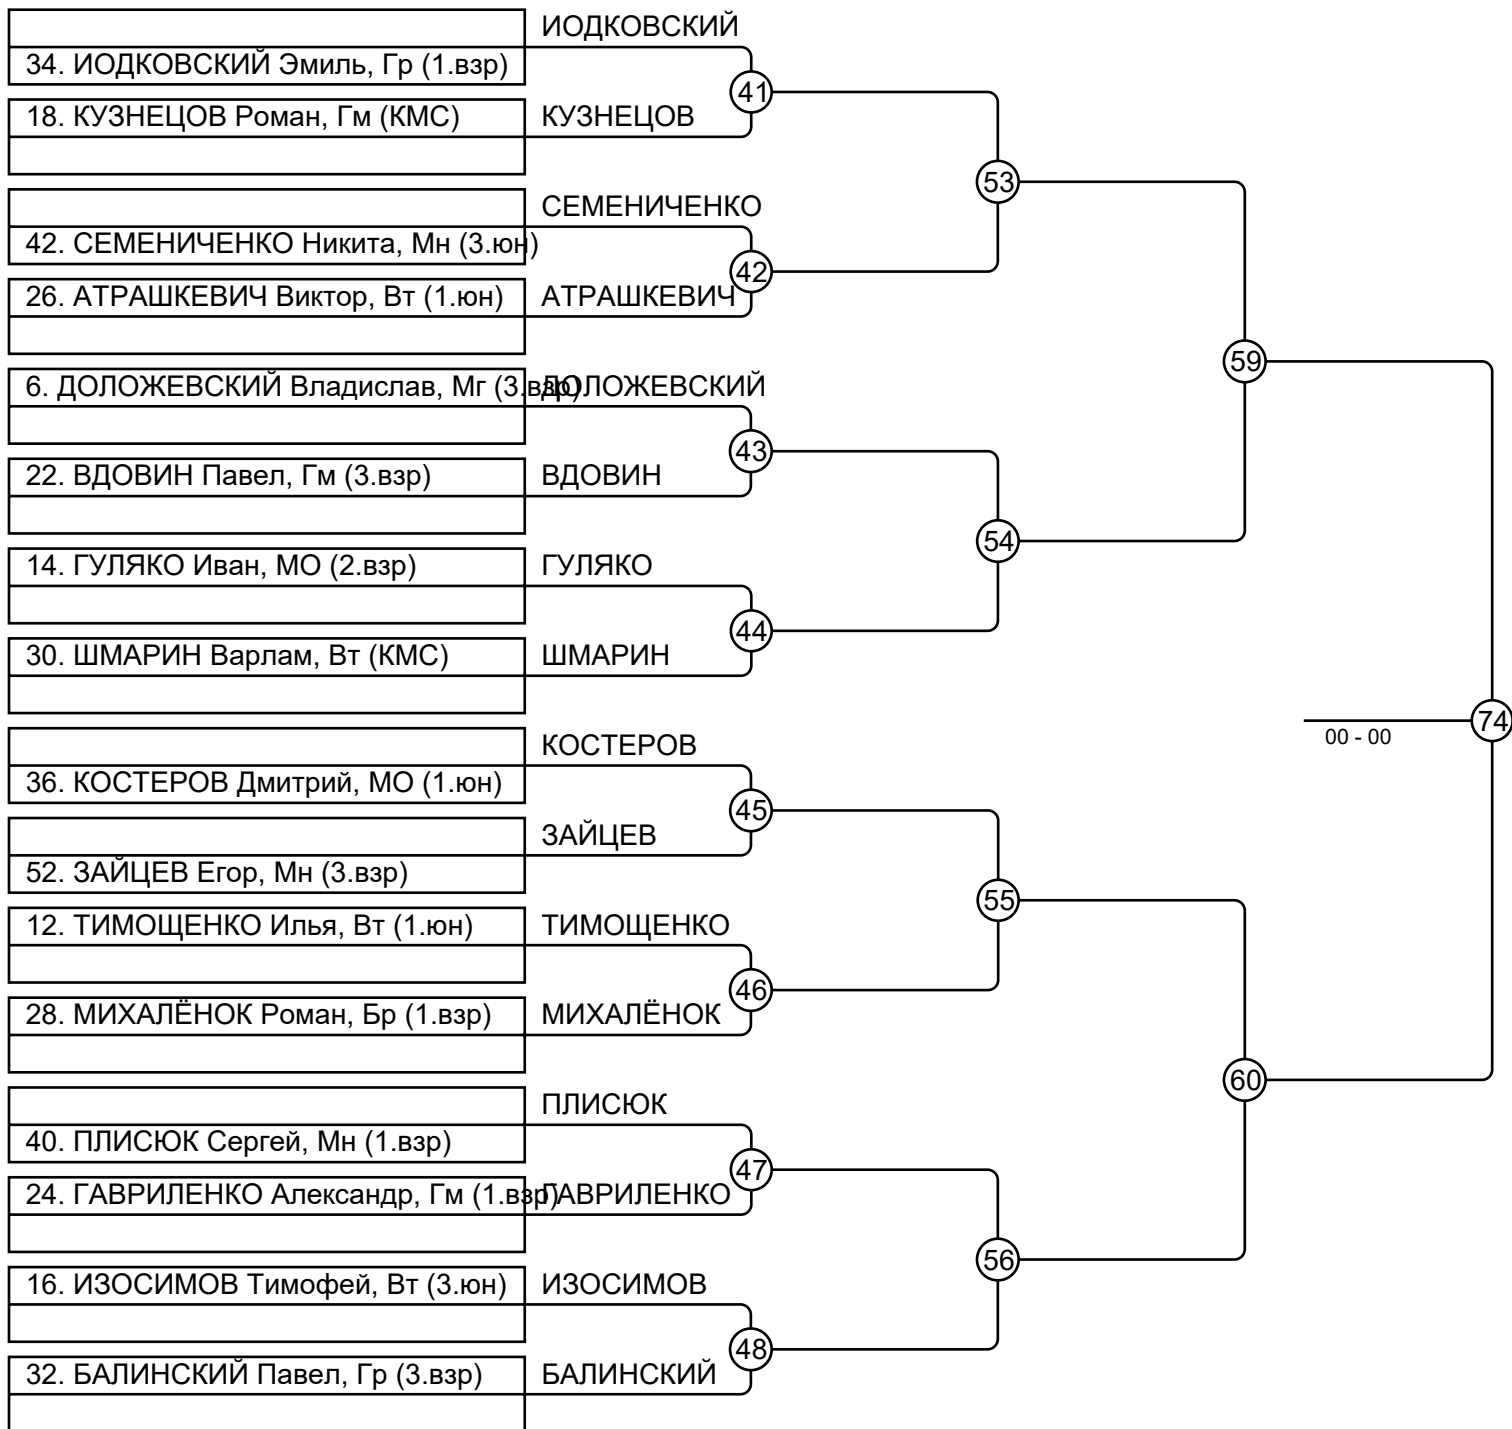 ИОДКОВСКИЙ
34. ИОДКОВСКИЙ Эмиль, Гр (1.взр)
41
18. КУЗНЕЦОВ Роман, Гм (КМС) КУЗНЕЦОВ
53
СЕМЕНИЧЕНКО
42. СЕМЕНИЧЕНКО Никита, Мн (3.юн)
42
26. АТРАШКЕВИЧ Виктор, Вт (1.юн) АТРАШКЕВИЧ
59
6. ДОЛОЖЕВСКИЙ Владислав, Мг (3.взр) ДОЛОЖЕВСКИЙ
43
22. ВДОВИН Павел, Гм (3.взр) ВДОВИН
54
14. ГУЛЯКО Иван, МО (2.взр) ГУЛЯКО
44
30. ШМАРИН Варлам, Вт (КМС) ШМАРИН
74
00 - 00
КОСТЕРОВ
36. КОСТЕРОВ Дмитрий, МО (1.юн)
45
ЗАЙЦЕВ
52. ЗАЙЦЕВ Егор, Мн (3.взр)
55
12. ТИМОЩЕНКО Илья, Вт (1.юн) ТИМОЩЕНКО
46
28. МИХАЛЁНОК Роман, Бр (1.взр) МИХАЛЁНОК
60
ПЛИСЮК
40. ПЛИСЮК Сергей, Мн (1.взр)
47
24. ГАВРИЛЕНКО Александр, Гм (1.взр) ГАВРИЛЕНКО
56
16. ИЗОСИМОВ Тимофей, Вт (3.юн) ИЗОСИМОВ
48
32. БАЛИНСКИЙ Павел, Гр (3.взр) БАЛИНСКИЙ